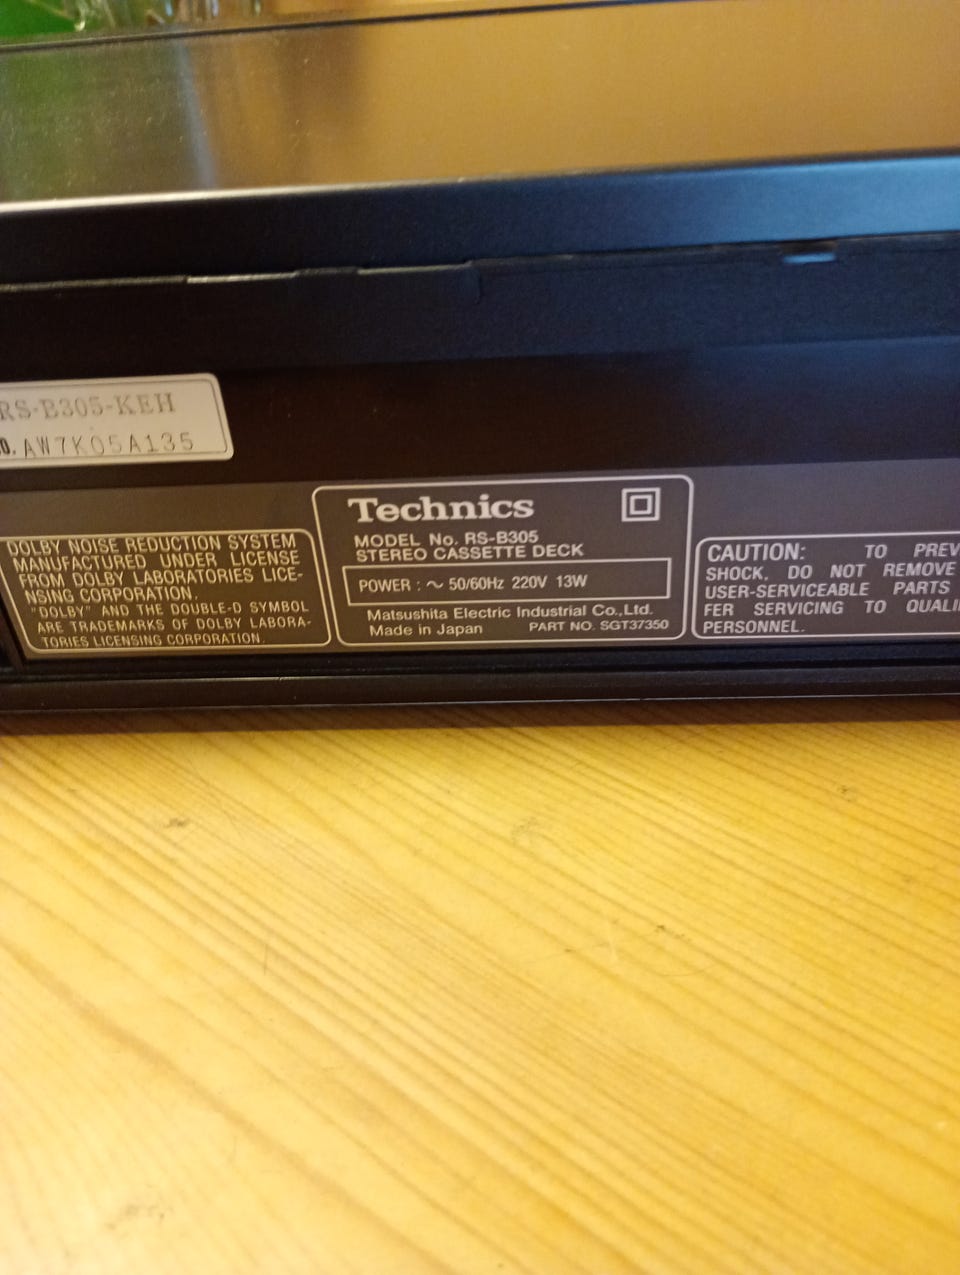 RS-B305-KEH
O. AW7K05A135
DOLBY NOISE REDUCTION SYSTEM
MANUFACTURED UNDER LICENSE
FROM DOLBY LABORATORIES LICE-
NSING CORPORATION.
"DOLBY" AND THE DOUBLE-D SYMBOL
ARE TRADEMARKS OF DOLBY LABORA-
TORIES LICENSING CORPORATION.
Technics
MODEL No. RS-B305
STEREO CASSETTE DECK
POWER : ~ 50/60Hz 220V 13W
Matsushita Electric Industrial Co.,Ltd.
Made in Japan PART NO. SGT37350
CAUTION: TO PREV
SHOCK, DO NOT REMOVE
USER-SERVICEABLE PARTS
FER SERVICING TO QUALI
PERSONNEL.